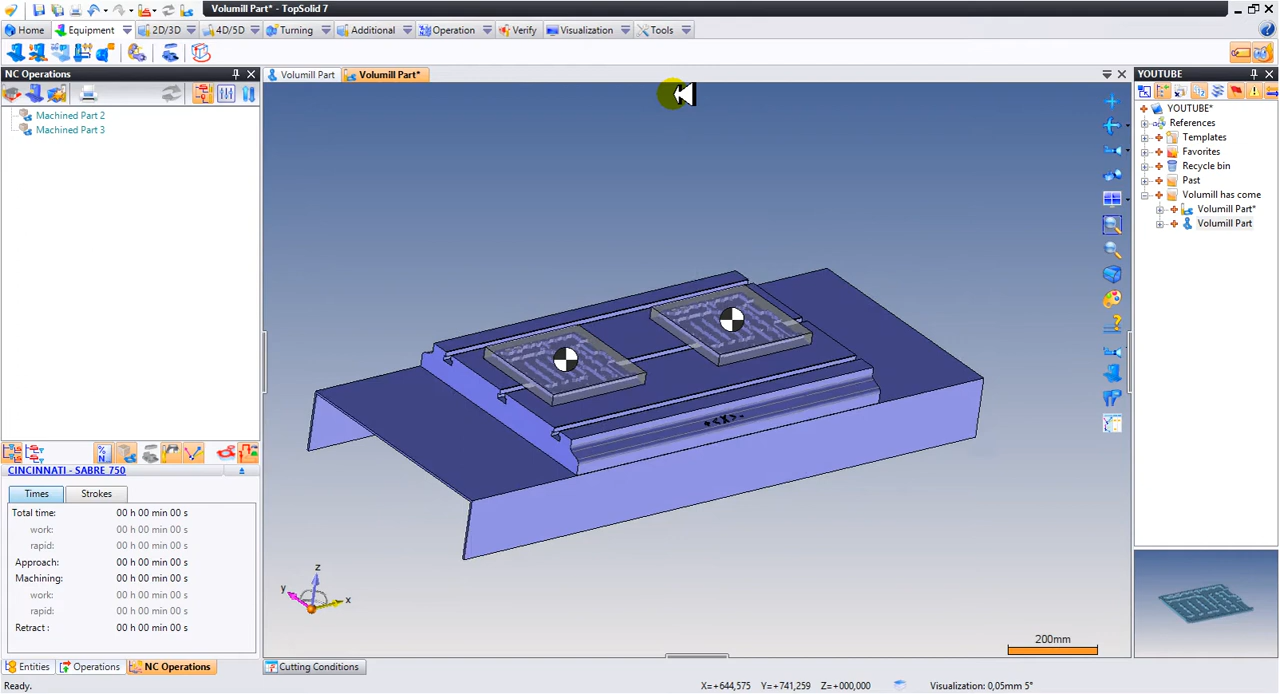 Volumill Part* - TopSolid 7
Home Equipment 2D/3D 4D/5D Turning Additional Operation Verify Visualization Tools
NC Operations
Volumill Part Volumill Part*
YOUTUBE
Machined Part 2
Machined Part 3
YOUTUBE*
References
Templates
Favorites
Recycle bin
Past
Volumill has come
Volumill Part*
Volumill Part
CINCINNATI - SABRE 750
Times Strokes
Total time: 00 h 00 min 00 s
work: 00 h 00 min 00 s
rapid: 00 h 00 min 00 s
Approach: 00 h 00 min 00 s
Machining: 00 h 00 min 00 s
work: 00 h 00 min 00 s
rapid: 00 h 00 min 00 s
Retract : 00 h 00 min 00 s
z
y
x
200mm
Entities Operations NC Operations
Cutting Conditions
Ready.
X=+644,575 Y=+741,259 Z=+000,000 Visualization: 0,05mm 5°